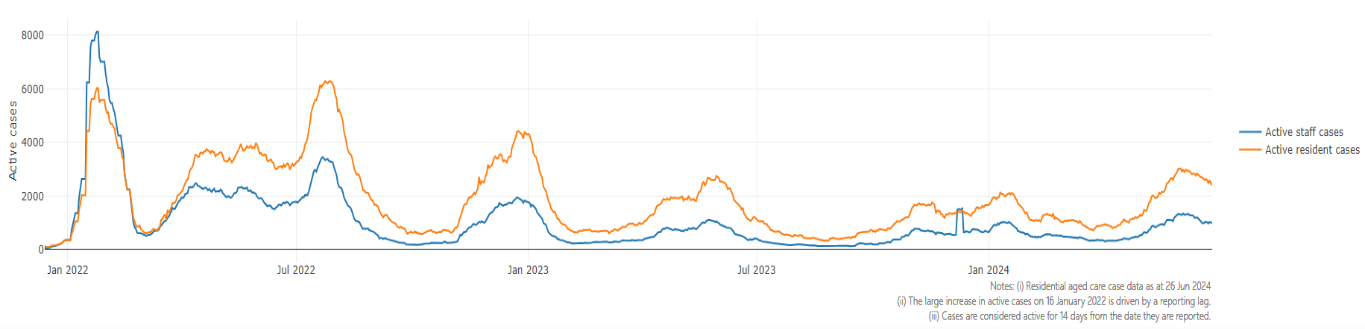 Active cases
8000
6000
4000
2000
0
Jan 2022
Jul 2022
Jan 2023
Jul 2023
Jan 2024
Active staff cases
Active resident cases
Notes: (i) Residential aged care case data as at 26 Jun 2024
(ii) The large increase in active cases on 16 January 2022 is driven by a reporting lag.
(iii) Cases are considered active for 14 days from the date they are reported.